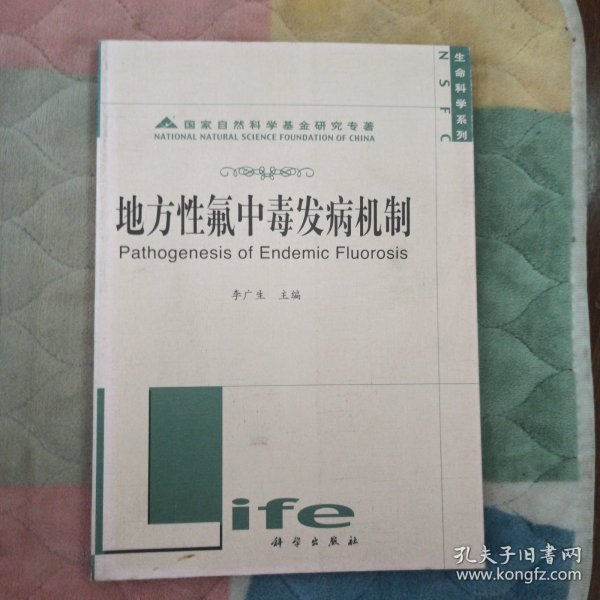 生命科学系列
NSFC
国家自然科学基金研究专著
NATIONAL NATURAL SCIENCE FOUNDATION OF CHINA
地方性氟中毒发病机制
Pathogenesis of Endemic Fluorosis
李广生 主编
Life
科学出版社
孔夫子旧书网
www.kongfz.com